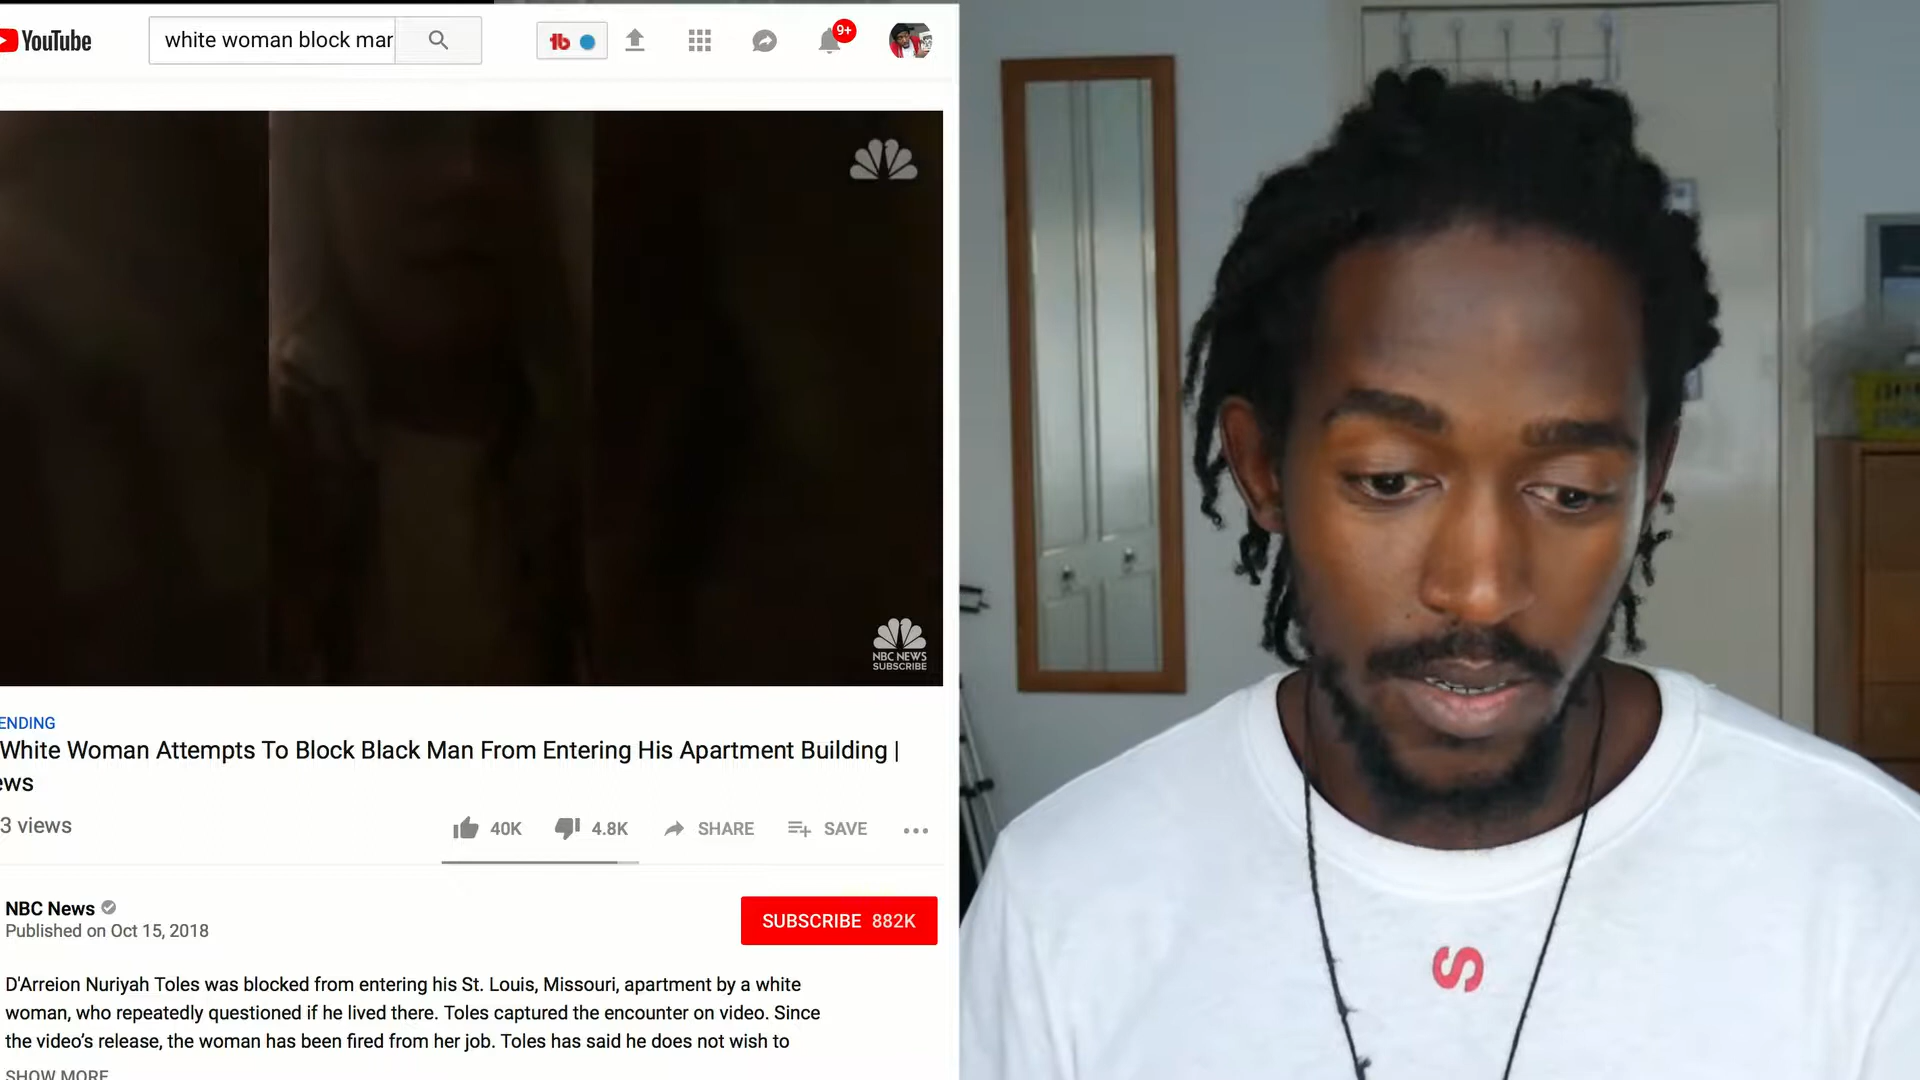 YouTube
white woman block mar
tb
9+
NBC NEWS
SUBSCRIBE
ENDING
White Woman Attempts To Block Black Man From Entering His Apartment Building |
ews
3 views
40K
4.8K
SHARE
SAVE
NBC News
Published on Oct 15, 2018
SUBSCRIBE 882K
D'Arreion Nuriyah Toles was blocked from entering his St. Louis, Missouri, apartment by a white
woman, who repeatedly questioned if he lived there. Toles captured the encounter on video. Since
the video's release, the woman has been fired from her job. Toles has said he does not wish to
SHOW MORE
S